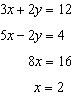 3x + 2y = 12
5x − 2y = 4
8x = 16
x = 2